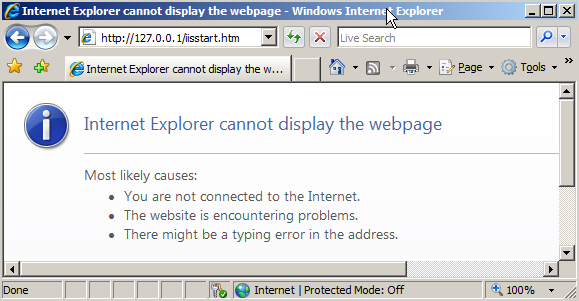 Internet Explorer cannot display the webpage - Windows Internet Explorer
http://127.0.0.1/iisstart.htm
Live Search
Internet Explorer cannot display the w...
Page
Tools
Internet Explorer cannot display the webpage
Most likely causes:
You are not connected to the Internet.
The website is encountering problems.
There might be a typing error in the address.
Done
Internet | Protected Mode: Off
100%